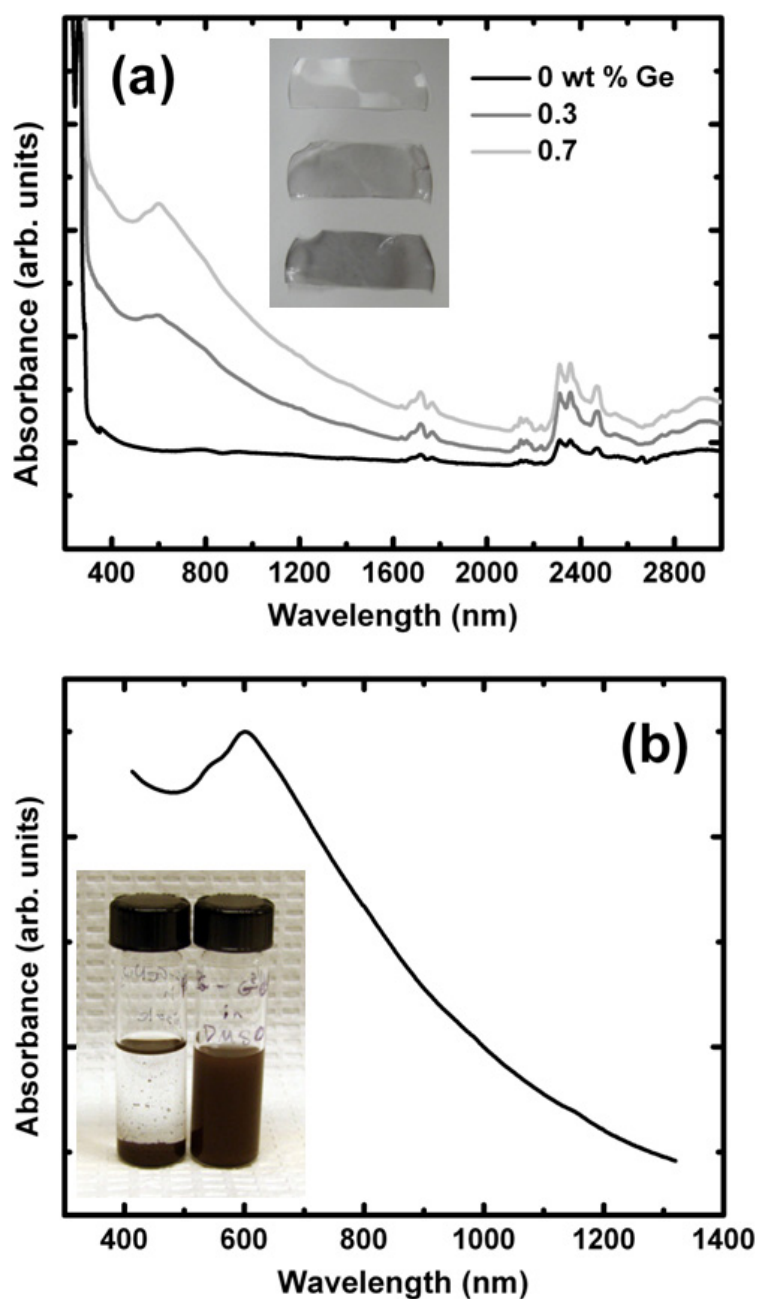 (a)
0 wt % Ge
0.3
0.7
Absorbance (arb. units)
400 800 1200 1600 2000 2400 2800
Wavelength (nm)
(b)
in
DMSO
Absorbance (arb. units)
400 600 800 1000 1200 1400
Wavelength (nm)